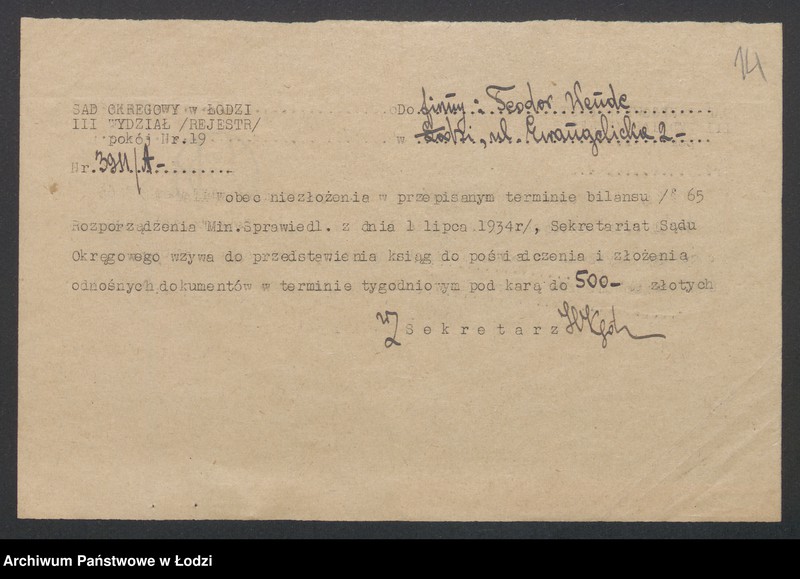 14
SĄD OKRĘGOWY w ŁODZI
III WYDZIAŁ /REJESTR/
pokój Nr.19
Nr. 3911/A-
Do firmy: Teodor Weude
w Łodzi, ul. Ewangelicka 2-
Wobec niezłożenia w przepisanym terminie bilansu /§ 65
Rozporządzenia Min.Sprawiedl. z dnia 1 lipca 1934r/, Sekretariat Sądu
Okręgowego wzywa do przedstawienia ksiąg do poświadczenia i złożenia
odnośnych dokumentów w terminie tygodniowym pod karą do 500- złotych
Sekretarz
Archiwum Państwowe w Łodzi